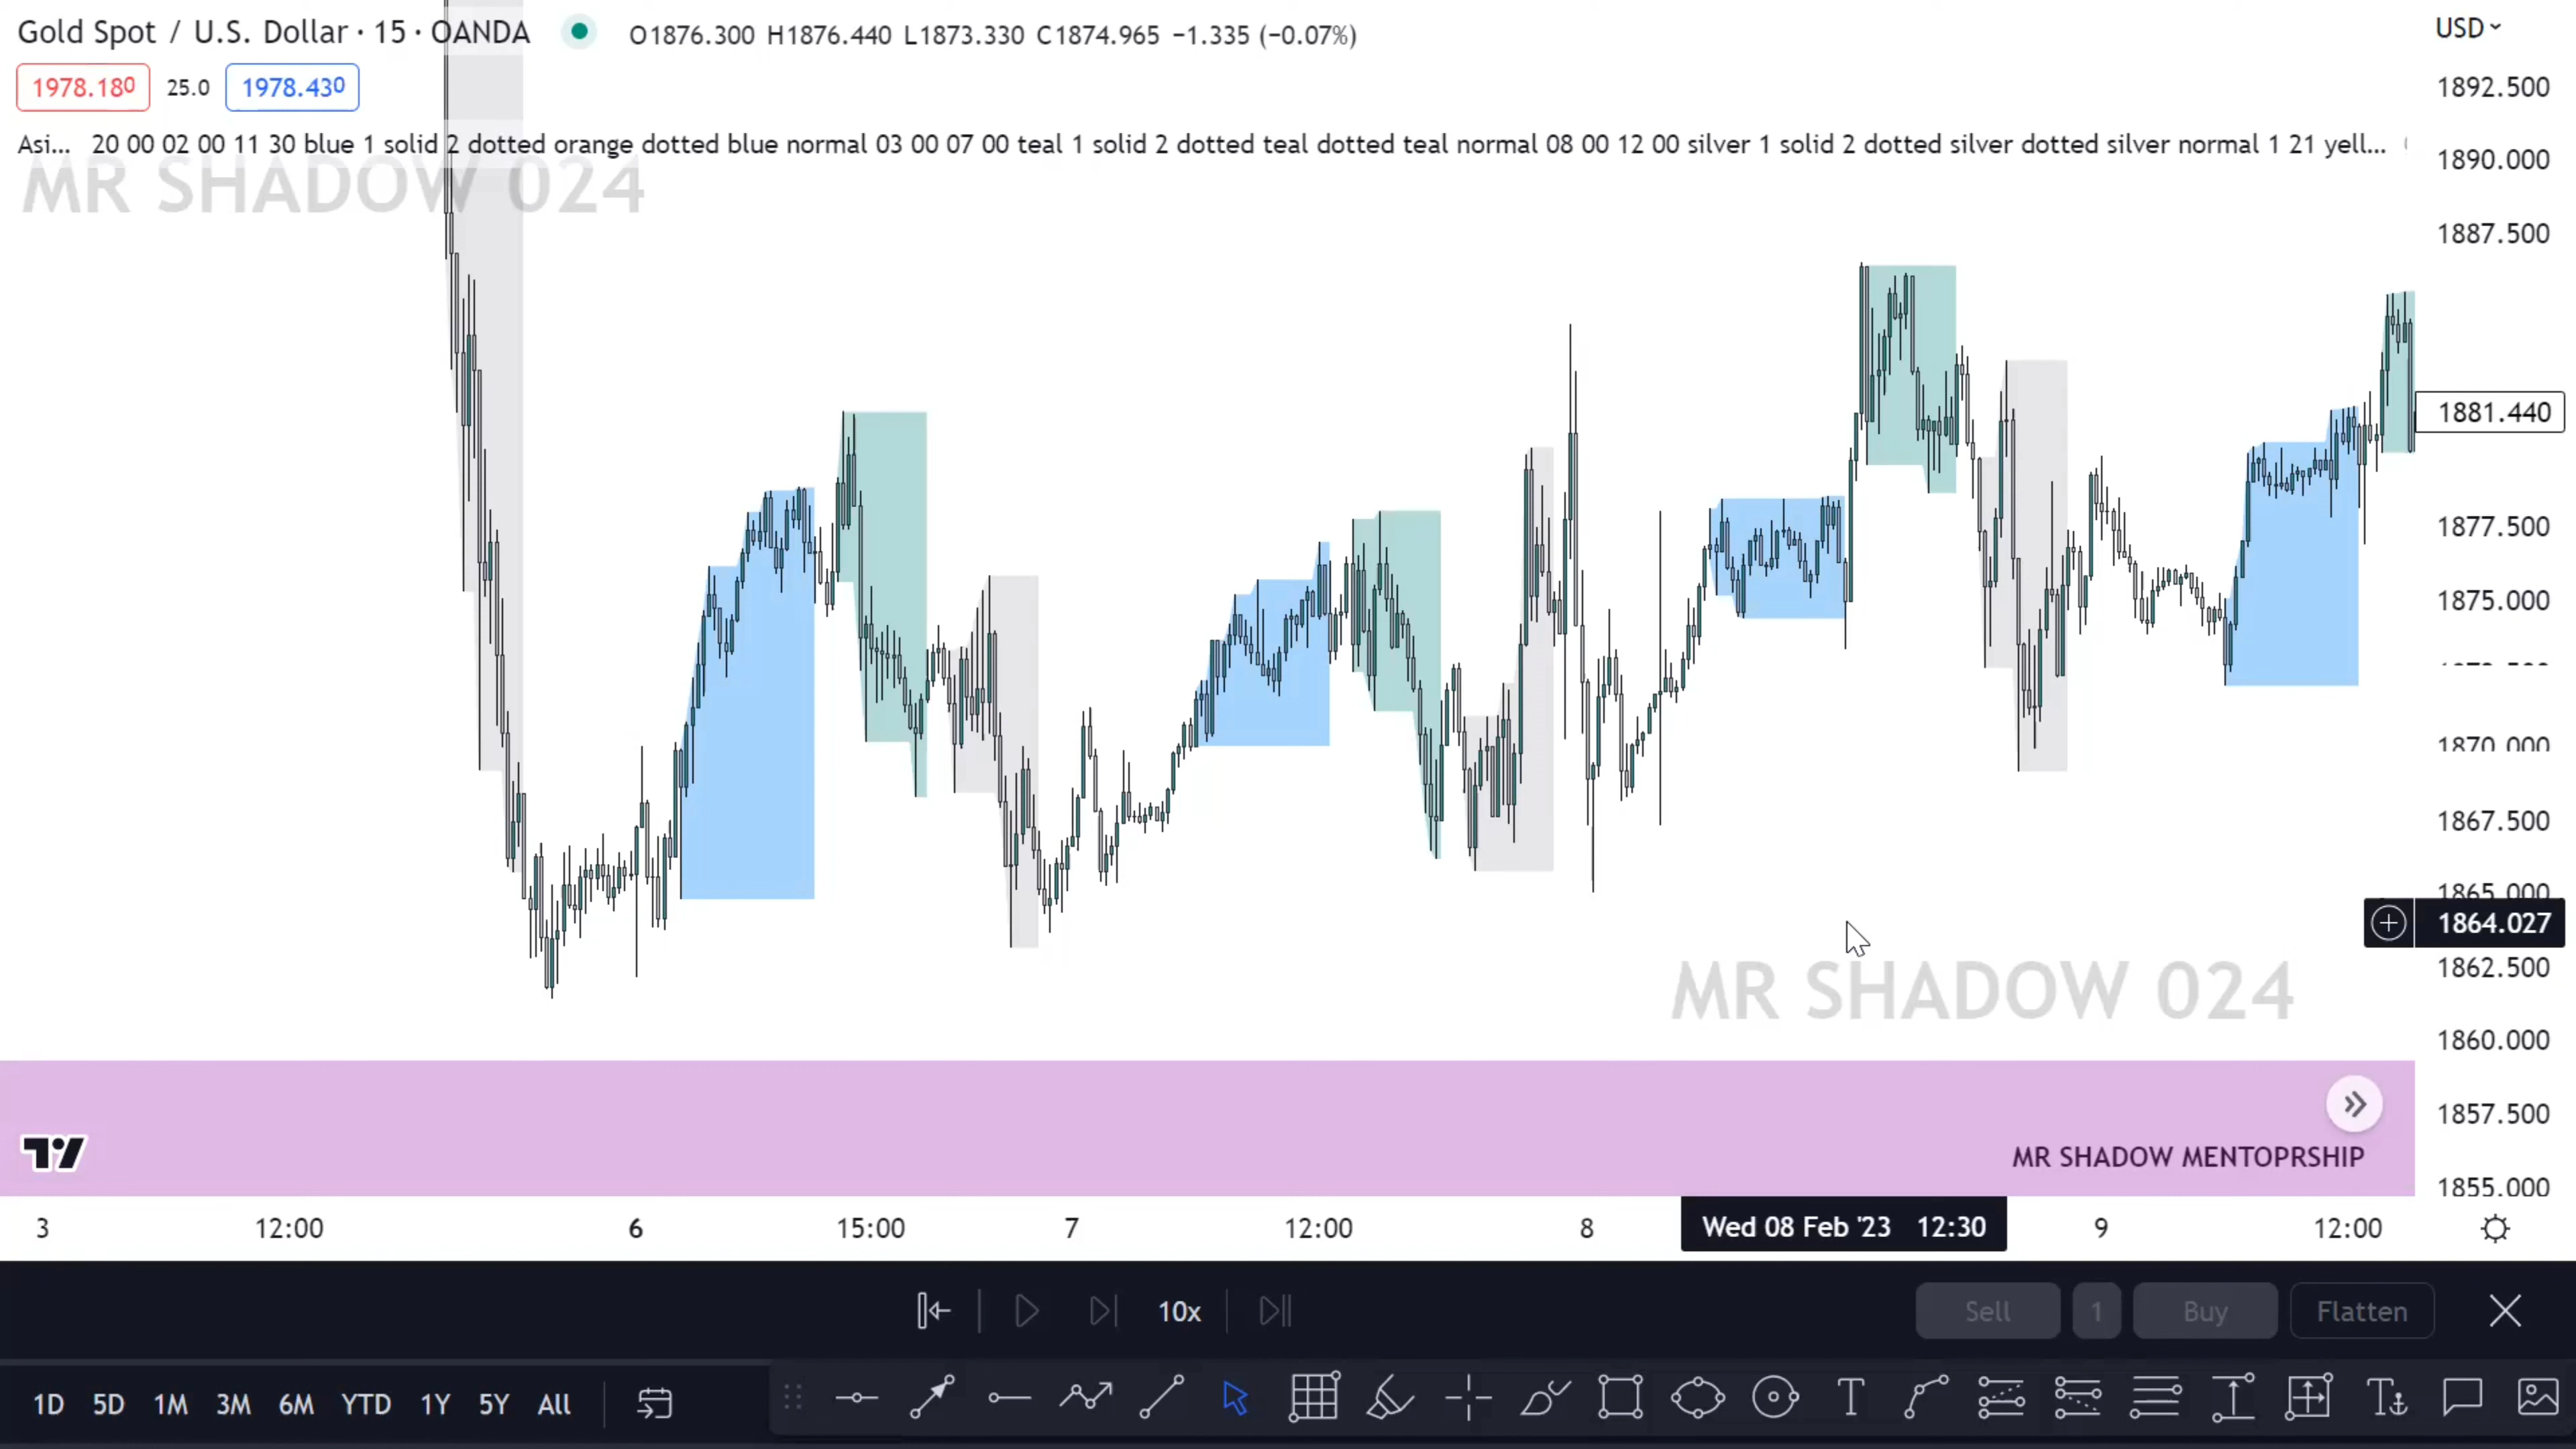 Gold Spot / U.S. Dollar · 15 · OANDA
O1876.300 H1876.440 L1873.330 C1874.965 −1.335 (−0.07%)
USD
1978.180
25.0
1978.430
Asi... 20 00 02 00 11 30 blue 1 solid 2 dotted orange dotted blue normal 03 00 07 00 teal 1 solid 2 dotted teal dotted teal normal 08 00 12 00 silver 1 solid 2 dotted silver dotted silver normal 1 21 yell...
MR SHADOW 024
1892.500
1890.000
1887.500
1881.440
1877.500
1875.000
1870.000
1867.500
1865.000
1864.027
1862.500
1860.000
1857.500
1855.000
MR SHADOW 024
MR SHADOW MENTOPRSHIP
3
12:00
6
15:00
7
12:00
8
Wed 08 Feb '23 12:30
9
12:00
10x
Sell
1
Buy
Flatten
1D
5D
1M
3M
6M
YTD
1Y
5Y
All